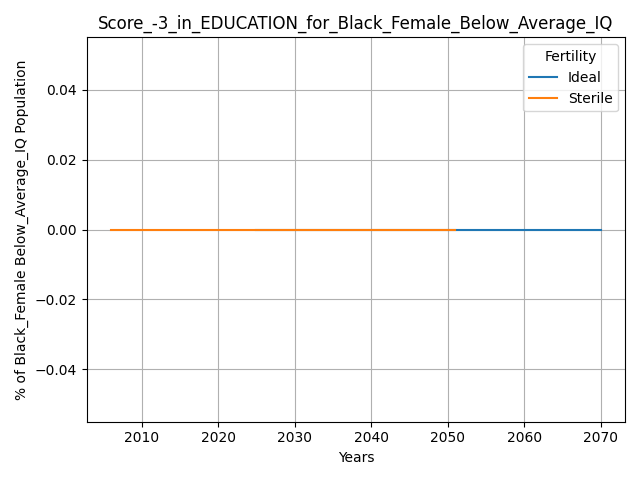 Score_-3_in_EDUCATION_for_Black_Female_Below_Average_IQ
% of Black_Female Below_Average_IQ Population
0.04
0.02
0.00
−0.02
−0.04
Fertility
Ideal
Sterile
2010 2020 2030 2040 2050 2060 2070
Years